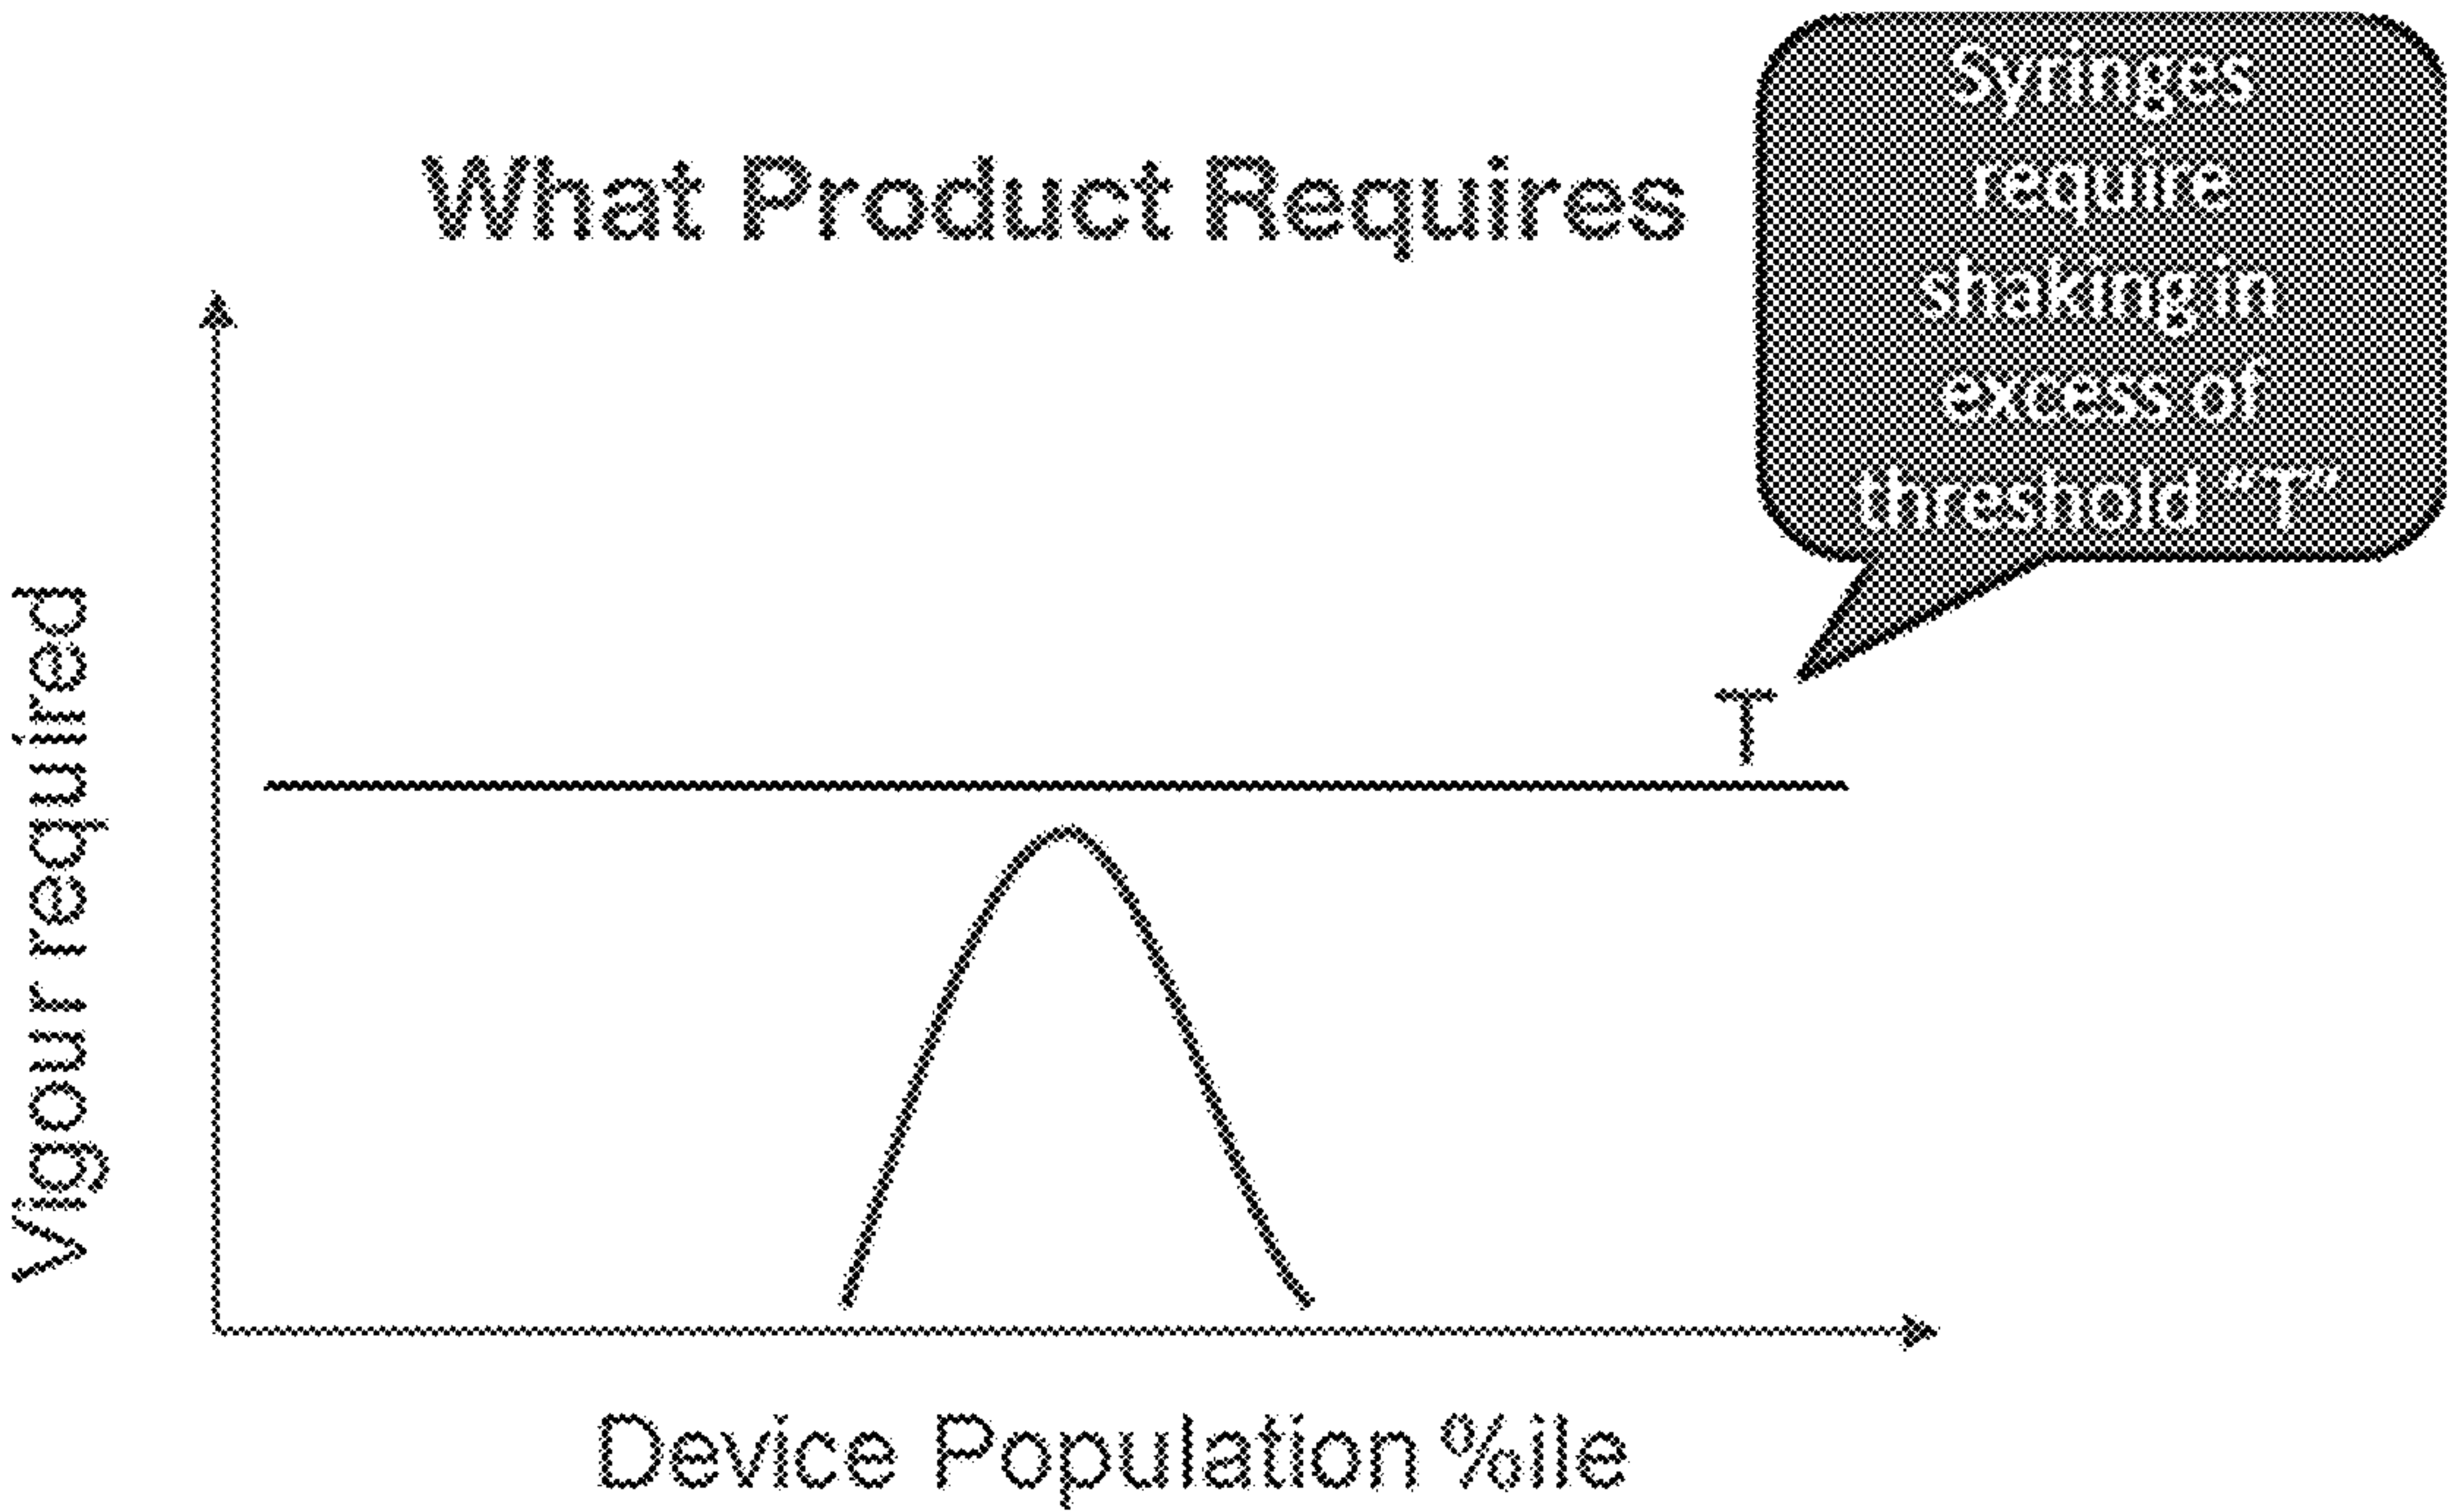 What Product Requires
Syringes
require
shaking in
excess of
threshold "T"
T
Vigour required
Device Population %ile